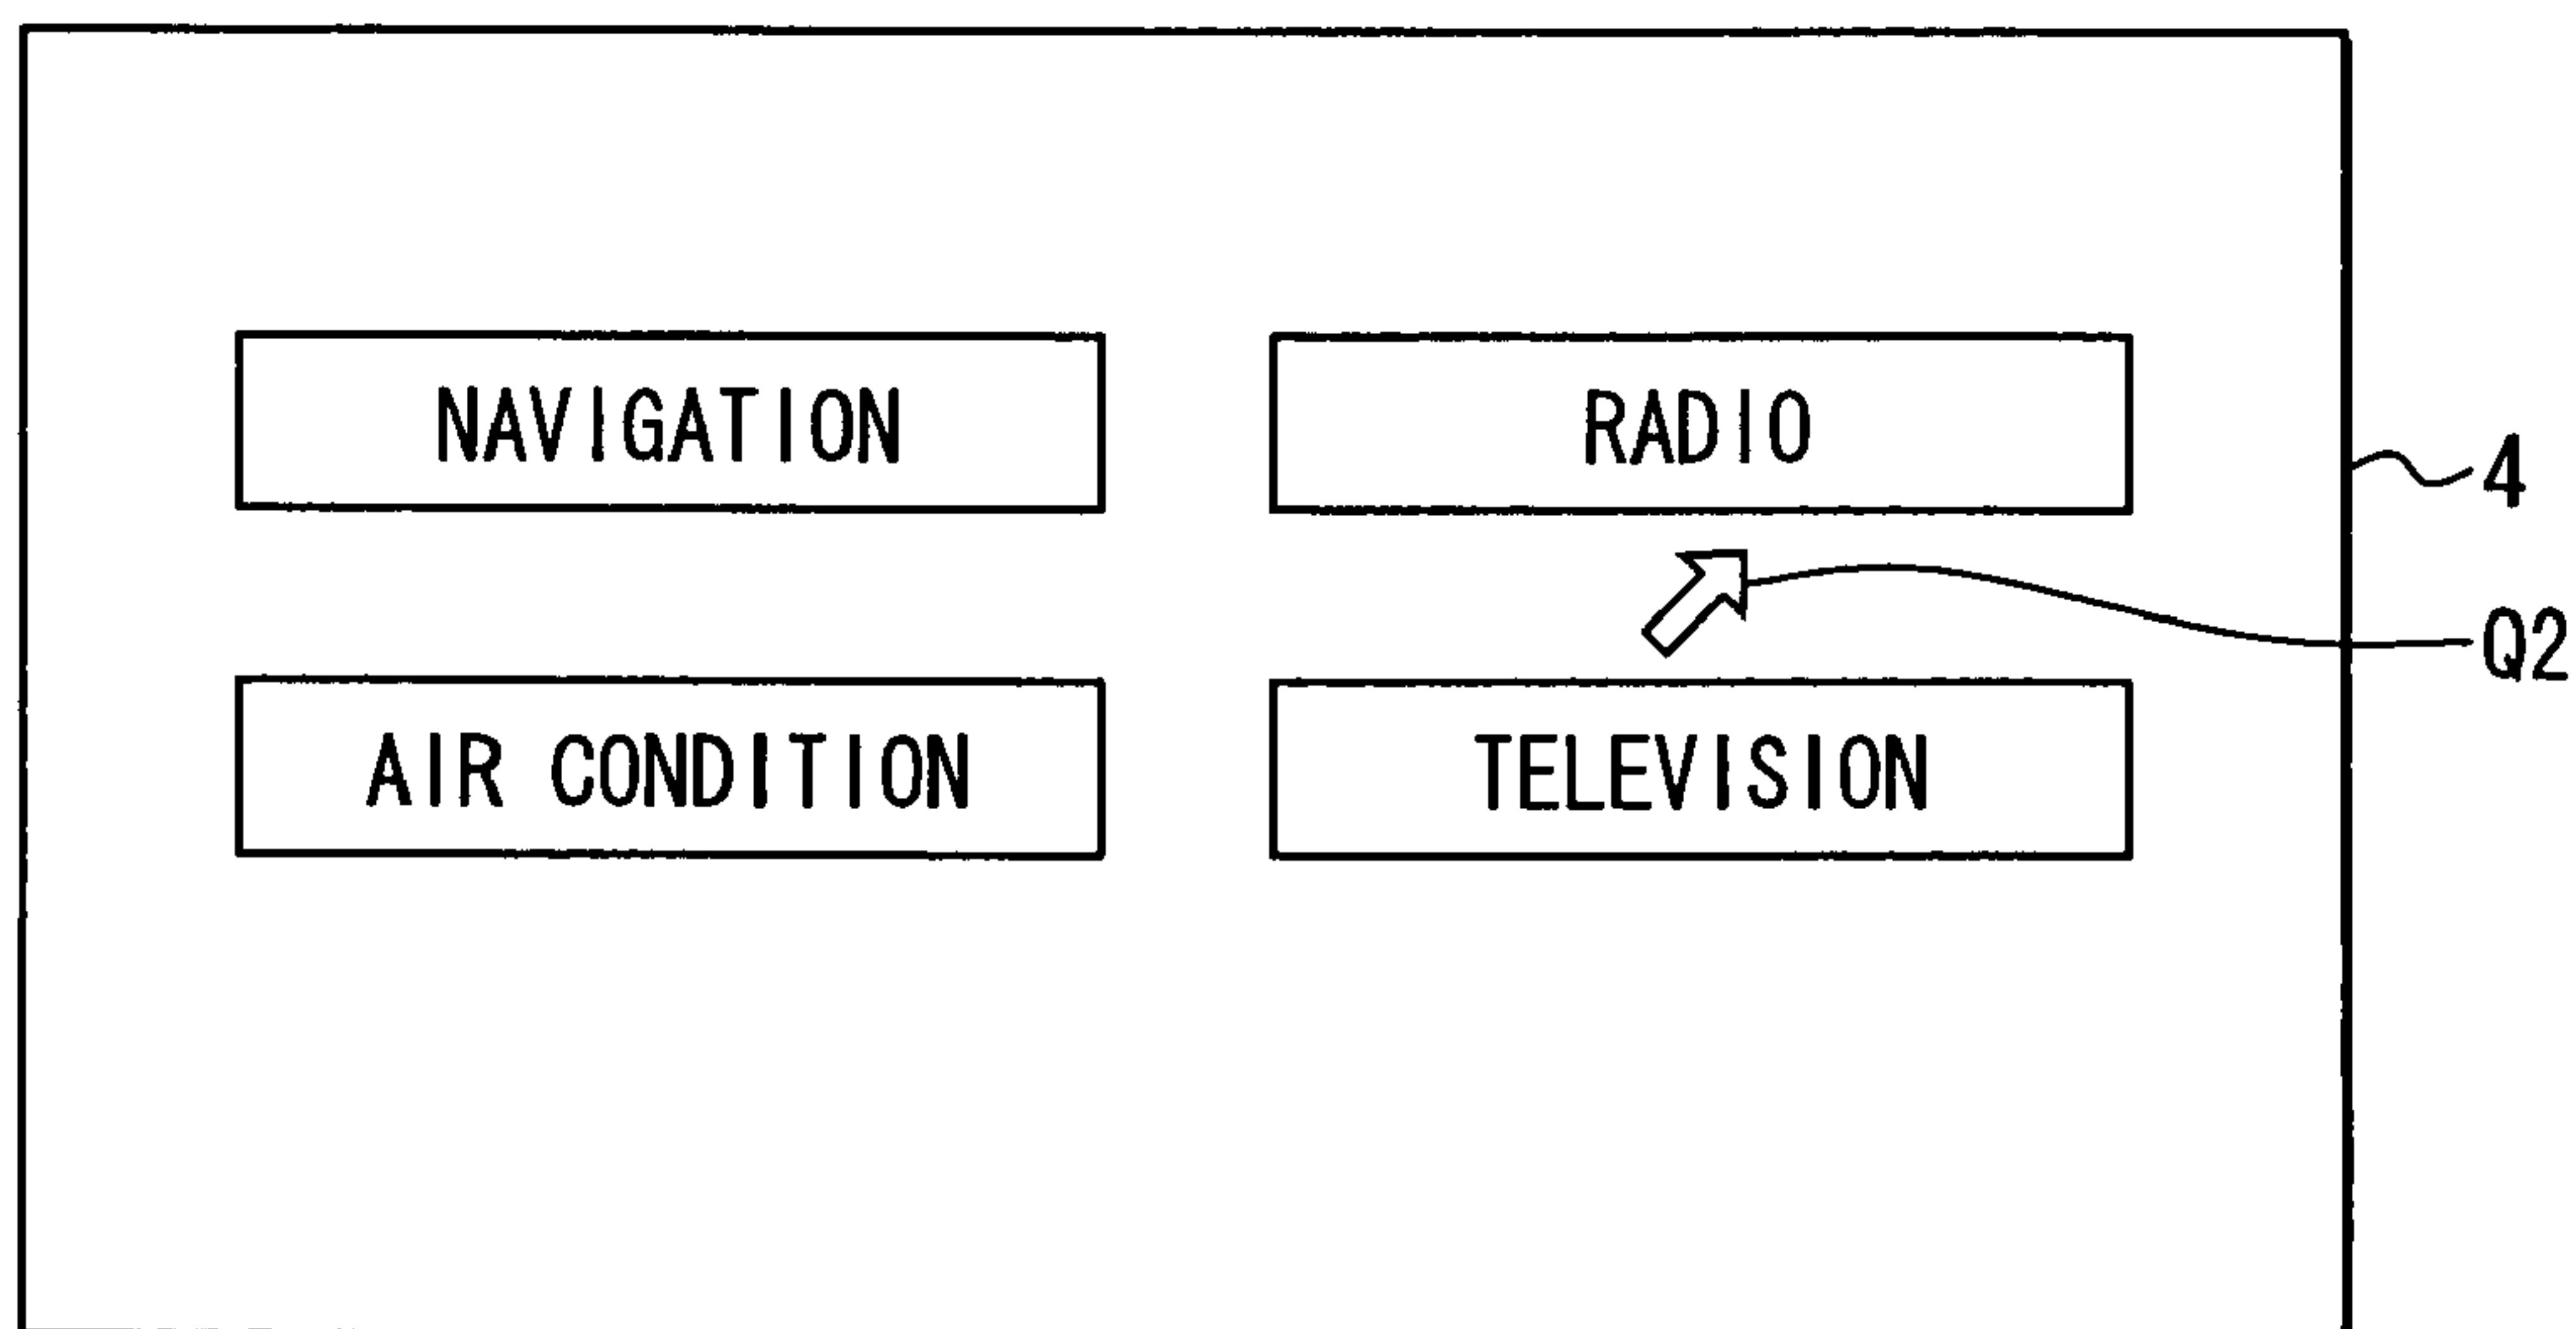 NAVIGATION
RADIO
4
Q2
AIR CONDITION
TELEVISION